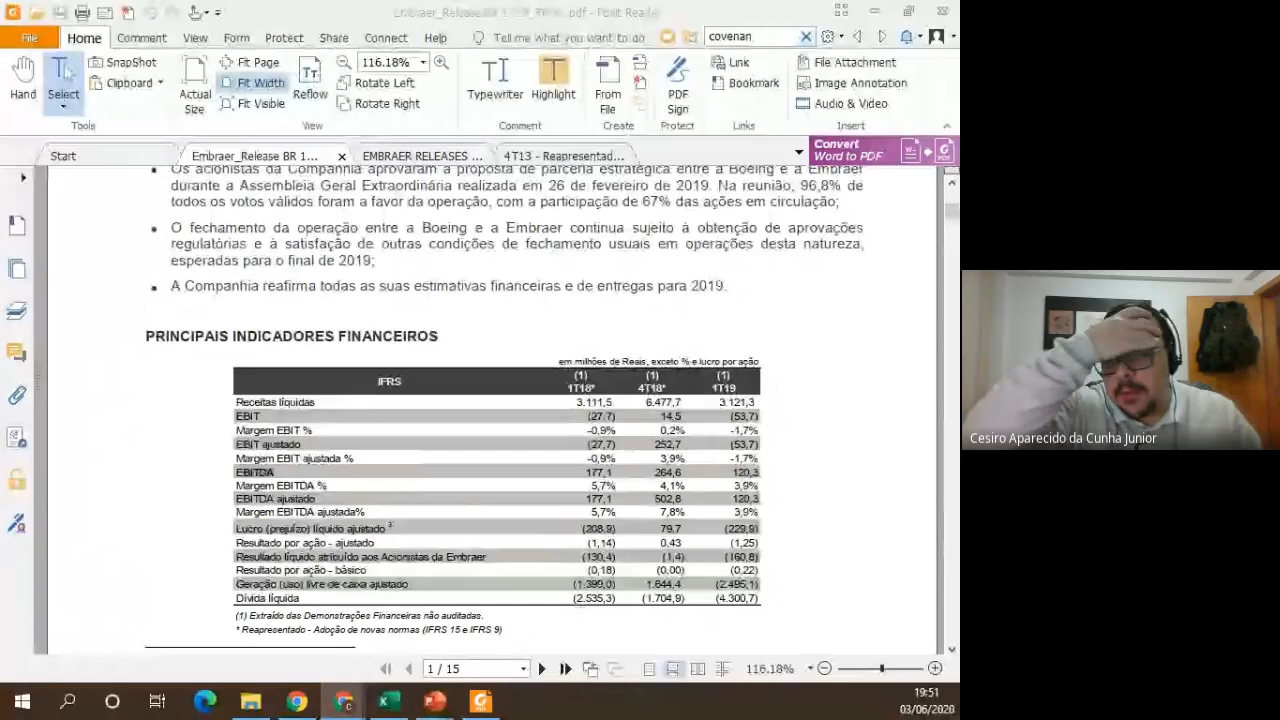 Embraer_Release BR 1T19_Final.pdf - Foxit Reader
File Home Comment View Form Protect Share Connect Help Tell me what you want to do covenan
Hand Select SnapShot Clipboard Actual Size Fit Page Fit Width Fit Visible Reflow 116.18% Rotate Left Rotate Right Typewriter Highlight From File PDF Sign Link Bookmark File Attachment Image Annotation Audio & Video
Tools View Comment Create Protect Links Insert
Start Embraer_Release BR 1... EMBRAER RELEASES ... 4T13 - Reapresentad... Convert Word to PDF
• Os acionistas da Companhia aprovaram a proposta de parceria estratégica entre a Boeing e a Embraer
durante a Assembleia Geral Extraordinária realizada em 26 de fevereiro de 2019. Na reunião, 96,8% de
todos os votos válidos foram a favor da operação, com a participação de 67% das ações em circulação;
• O fechamento da operação entre a Boeing e a Embraer continua sujeito à obtenção de aprovações
regulatórias e à satisfação de outras condições de fechamento usuais em operações desta natureza,
esperadas para o final de 2019;
• A Companhia reafirma todas as suas estimativas financeiras e de entregas para 2019.
PRINCIPAIS INDICADORES FINANCEIROS
em milhões de Reais, exceto % e lucro por ação
IFRS (1) 1T18* (1) 4T18* (1) 1T19
Receitas líquidas 3.111,5 6.477,7 3.121,3
EBIT (27,7) 14,5 (53,7)
Margem EBIT % -0,9% 0,2% -1,7%
EBIT ajustado (27,7) 252,7 (53,7)
Margem EBIT ajustada % -0,9% 3,9% -1,7%
EBITDA 177,1 264,6 120,3
Margem EBITDA % 5,7% 4,1% 3,9%
EBITDA ajustado 177,1 502,8 120,3
Margem EBITDA ajustada% 5,7% 7,8% 3,9%
Lucro (prejuízo) líquido ajustado 3 (208,9) 79,7 (229,9)
Resultado por ação - ajustado (1,14) 0,43 (1,25)
Resultado líquido atribuído aos Acionistas da Embraer (130,4) (1,4) (160,8)
Resultado por ação - básico (0,18) (0,00) (0,22)
Geração (uso) livre de caixa ajustado (1.399,0) 1.644,4 (2.495,1)
Dívida líquida (2.535,3) (1.704,9) (4.300,7)
(1) Extraído das Demonstrações Financeiras não auditadas.
* Reapresentado - Adoção de novas normas (IFRS 15 e IFRS 9)
1 / 15 116.18%
19:51
03/06/2020
Cesiro Aparecido da Cunha Junior